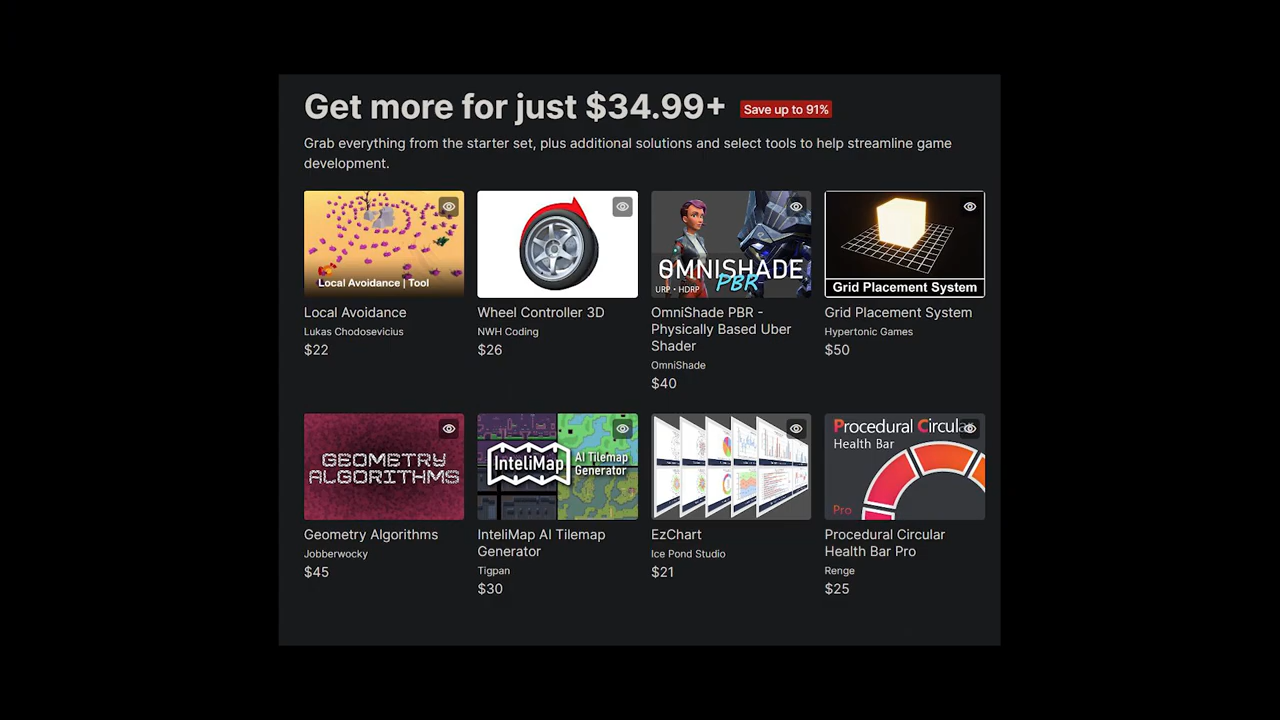 Get more for just $34.99+
Save up to 91%
Grab everything from the starter set, plus additional solutions and select tools to help streamline game
development.
Local Avoidance | Tool
OMNISHADE
PBR
URP • HDRP
Grid Placement System
Local Avoidance
Lukas Chodosevicius
$22
Wheel Controller 3D
NWH Coding
$26
OmniShade PBR -
Physically Based Uber
Shader
OmniShade
$40
Grid Placement System
Hypertonic Games
$50
GEOMETRY
ALGORITHMS
InteliMap
AI Tilemap
Generator
Procedural Circular
Health Bar
Pro
Geometry Algorithms
Jobberwocky
$45
InteliMap AI Tilemap
Generator
Tigpan
$30
EzChart
Ice Pond Studio
$21
Procedural Circular
Health Bar Pro
Renge
$25